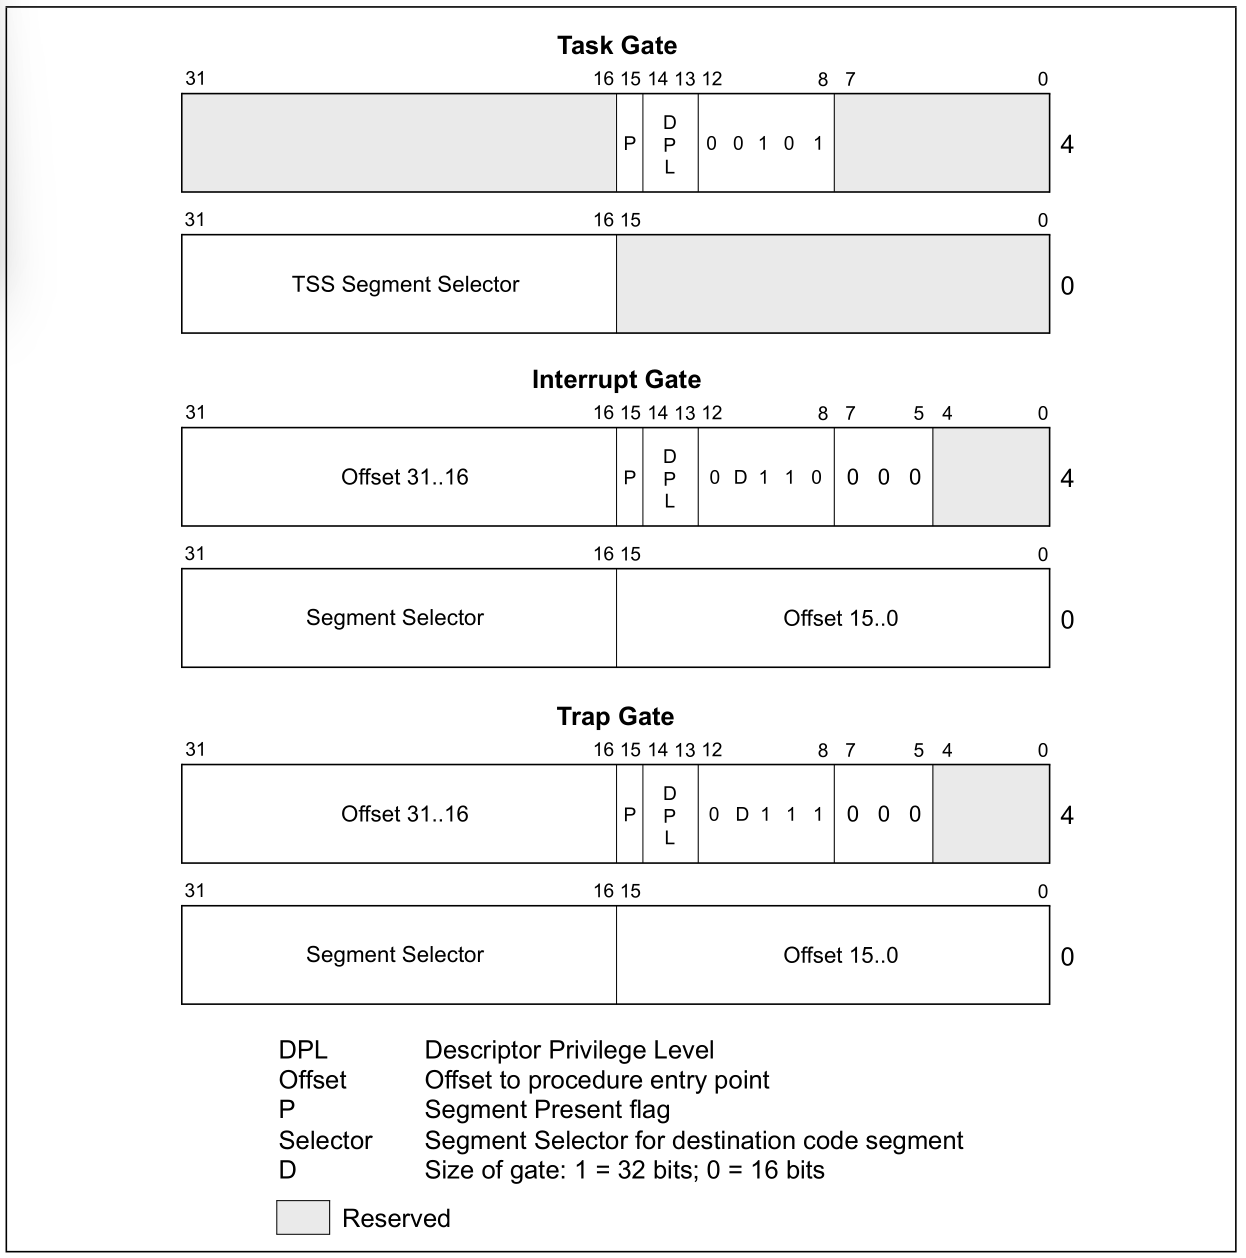 Task Gate
31 16 15 14 13 12 8 7 0
P D P L 0 0 1 0 1 4
31 16 15 0
TSS Segment Selector 0
Interrupt Gate
31 16 15 14 13 12 8 7 5 4 0
Offset 31..16 P D P L 0 D 1 1 0 0 0 0 4
31 16 15 0
Segment Selector Offset 15..0 0
Trap Gate
31 16 15 14 13 12 8 7 5 4 0
Offset 31..16 P D P L 0 D 1 1 1 0 0 0 4
31 16 15 0
Segment Selector Offset 15..0 0
DPL Descriptor Privilege Level
Offset Offset to procedure entry point
P Segment Present flag
Selector Segment Selector for destination code segment
D Size of gate: 1 = 32 bits; 0 = 16 bits
Reserved